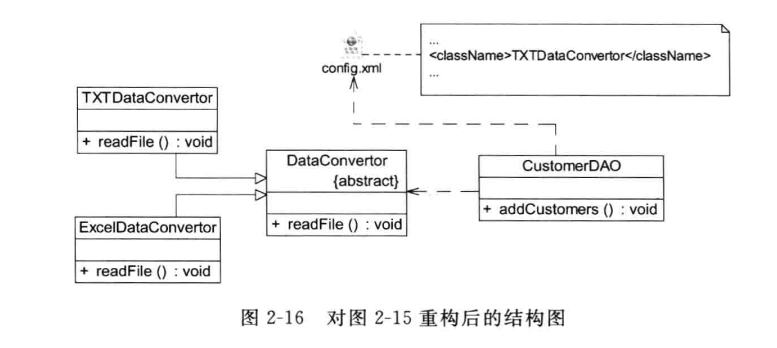 ...
<className>TXTDataConvertor</className>
...
config.xml
TXTDataConvertor
+ readFile () : void
DataConvertor
{abstract}
+ readFile () : void
CustomerDAO
+ addCustomers () : void
ExcelDataConvertor
+ readFile () : void
图 2-16 对图 2-15 重构后的结构图